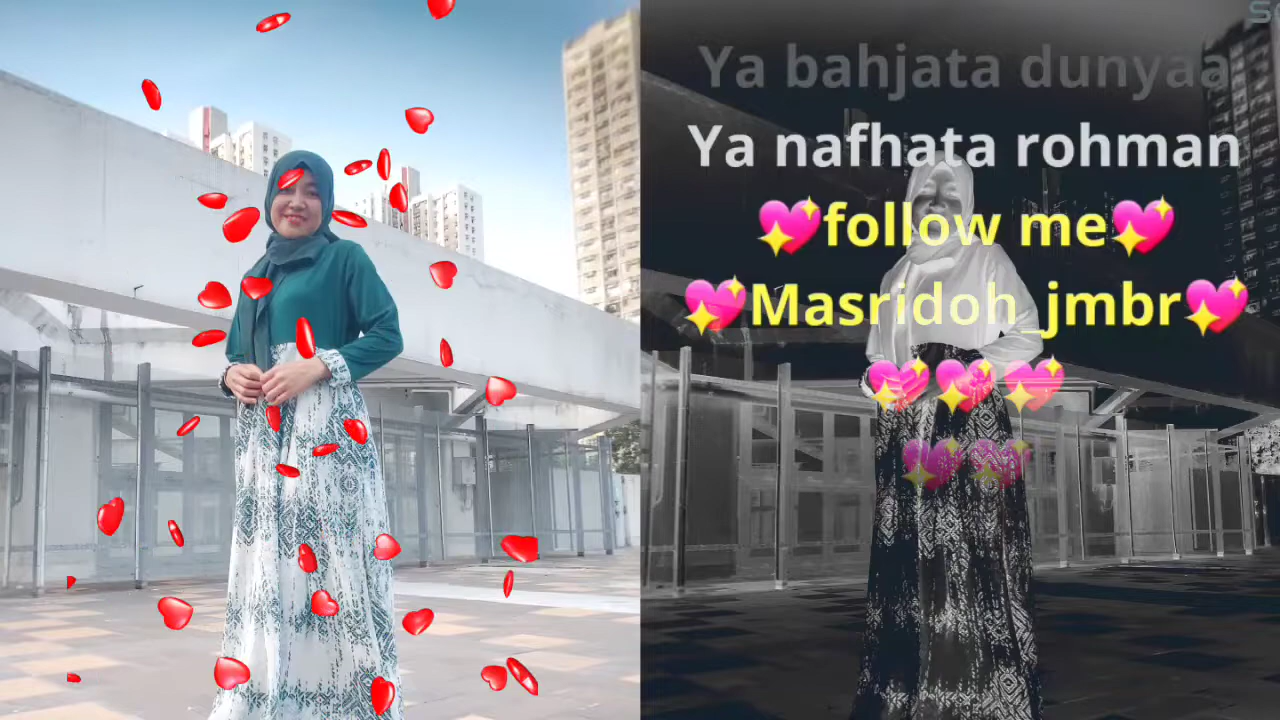 Ya bahjata dunyaa
Ya nafhata rohman
💖follow me💖
💖Masridoh_jmbr💖
💖💖💖
💖💖